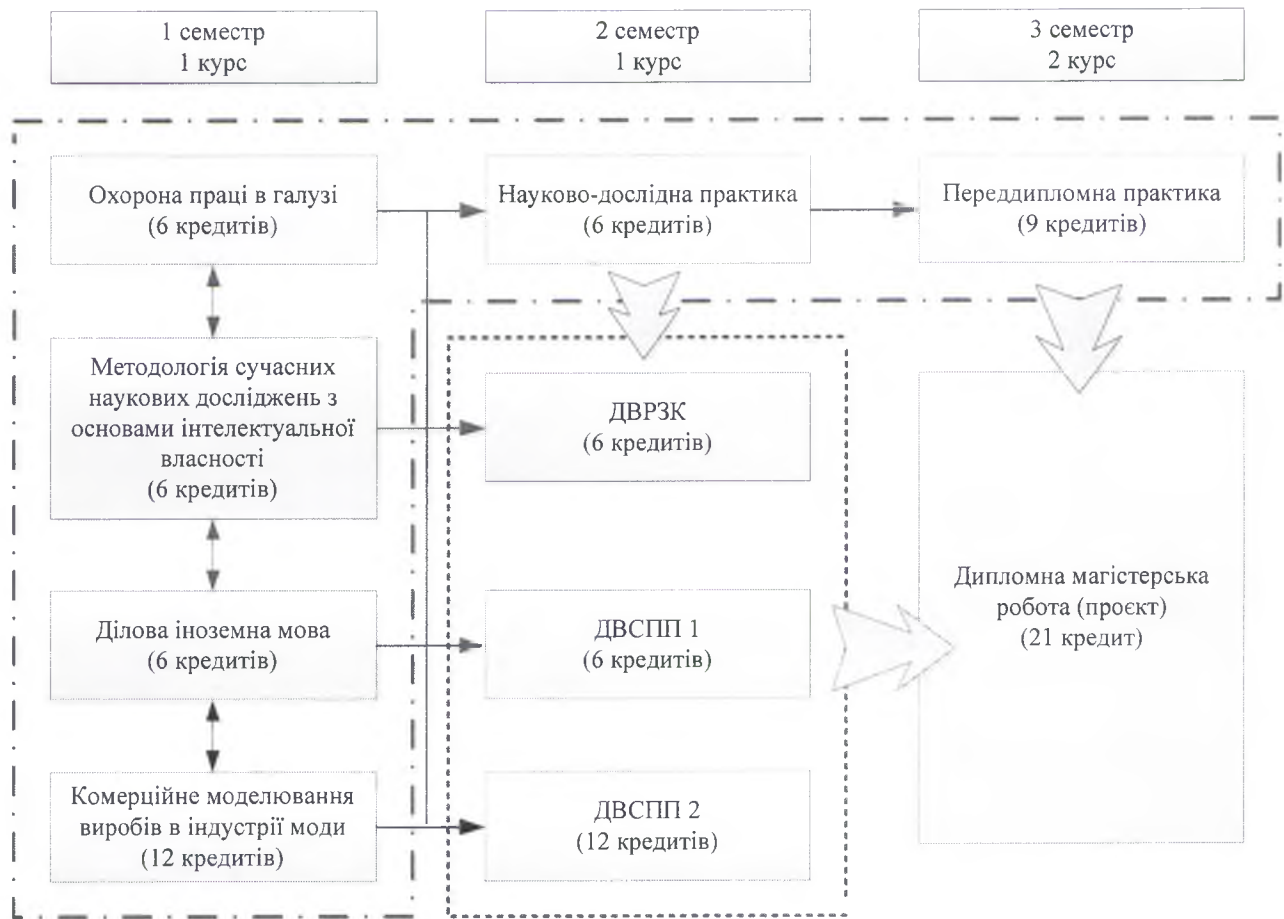 1 семестр
1 курс
2 семестр
1 курс
3 семестр
2 курс
Охорона праці в галузі
(6 кредитів)
Науково-дослідна практика
(6 кредитів)
Переддипломна практика
(9 кредитів)
Методологія сучасних
наукових досліджень з
основами інтелектуальної
власності
(6 кредитів)
ДВРЗК
(6 кредитів)
Ділова іноземна мова
(6 кредитів)
ДВСПП 1
(6 кредитів)
Дипломна магістерська
робота (проєкт)
(21 кредит)
Комерційне моделювання
виробів в індустрії моди
(12 кредитів)
ДВСПП 2
(12 кредитів)